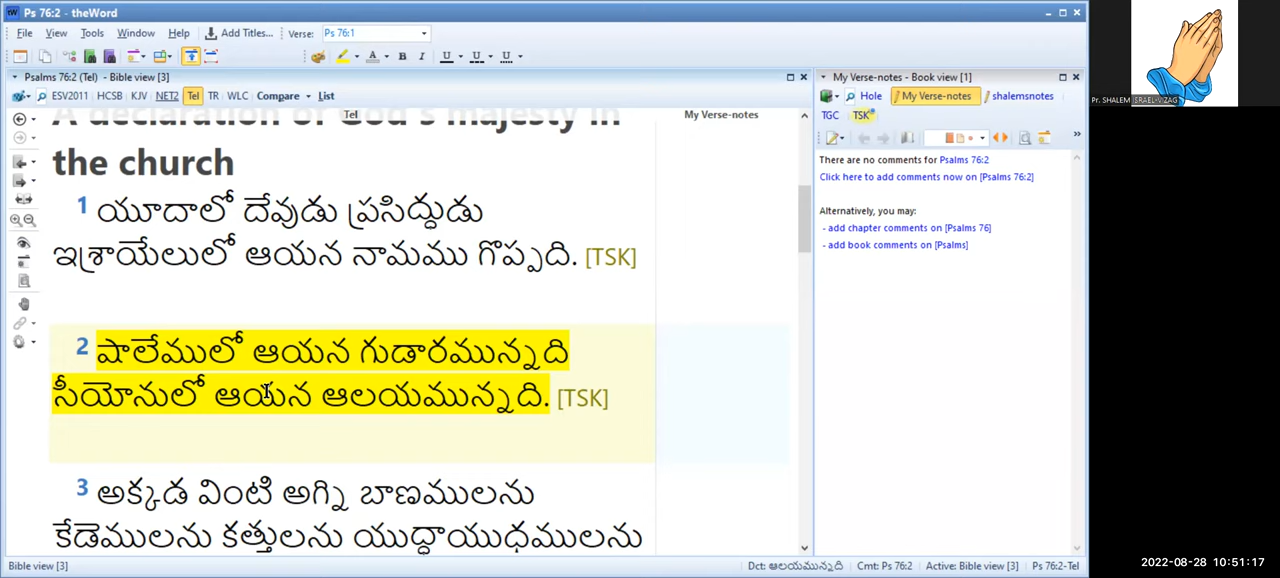 Ps 76:2 - theWord
File View Tools Window Help Add Titles... Verse: Ps 76:1
B I U U U
Psalms 76:2 (Tel) - Bible view [3]
ESV2011 HCSB KJV NET2 Tel TR WLC Compare List
Tel My Verse-notes
A declaration of God's majesty in
the church
1 యూదాలో దేవుడు ప్రసిద్ధుడు
ఇశ్రాయేలులో ఆయన నామము గొప్పది. [TSK]
2 షాలేములో ఆయన గుడారమున్నది
సీయోనులో ఆయన ఆలయమున్నది. [TSK]
3 అక్కడ వింటి అగ్ని బాణములను
కేడెములను కత్తులను యుద్ధాయుధములను
My Verse-notes - Book view [1]
Hole My Verse-notes shalemsnotes
TGC TSK
There are no comments for Psalms 76:2
Click here to add comments now on [Psalms 76:2]
Alternatively, you may:
- add chapter comments on [Psalms 76]
- add book comments on [Psalms]
Bible view [3] Dct: ఆలయమున్నది Cmt: Ps 76:2 Active: Bible view [3] Ps 76:2-Tel
Pr. SHALEM ISRAEL-VIZAG
2022-08-28 10:51:17